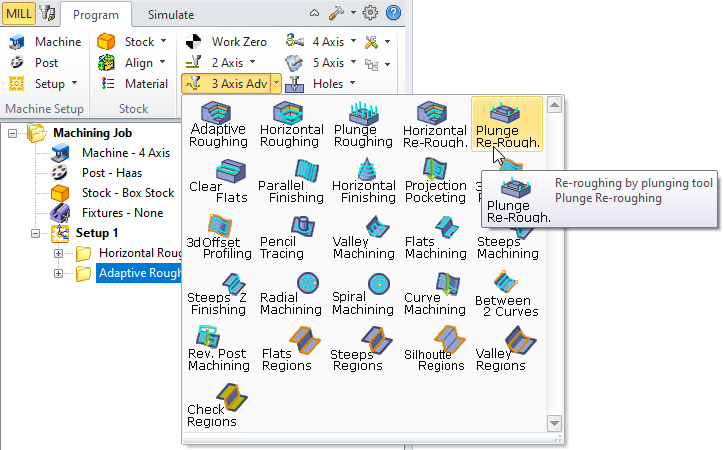 MILL
Program
Simulate
Machine
Stock
Work Zero
4 Axis
Post
Align
2 Axis
5 Axis
Setup
Material
3 Axis Adv
Holes
Machine Setup
Stock
Machining Job
Machine - 4 Axis
Post - Haas
Stock - Box Stock
Fixtures - None
Setup 1
Horizontal Roug
Adaptive Rough
Adaptive
Roughing
Horizontal
Roughing
Plunge
Roughing
Horizontal
Re-Rough.
Plunge
Re-Rough.
Clear
Flats
Parallel
Finishing
Horizontal
Finishing
Projection
Pocketing
Re-roughing by plunging tool
Plunge Re-roughing
Plunge
Re-Rough.
3dOffset
Profiling
Pencil
Tracing
Valley
Machining
Flats
Machining
Steeps
Machining
Steeps Z
Finishing
Radial
Machining
Spiral
Machining
Curve
Machining
Between
2 Curves
Rev. Post
Machining
Flats
Regions
Steeps
Regions
Silhoutte
Regions
Valley
Regions
Check
Regions